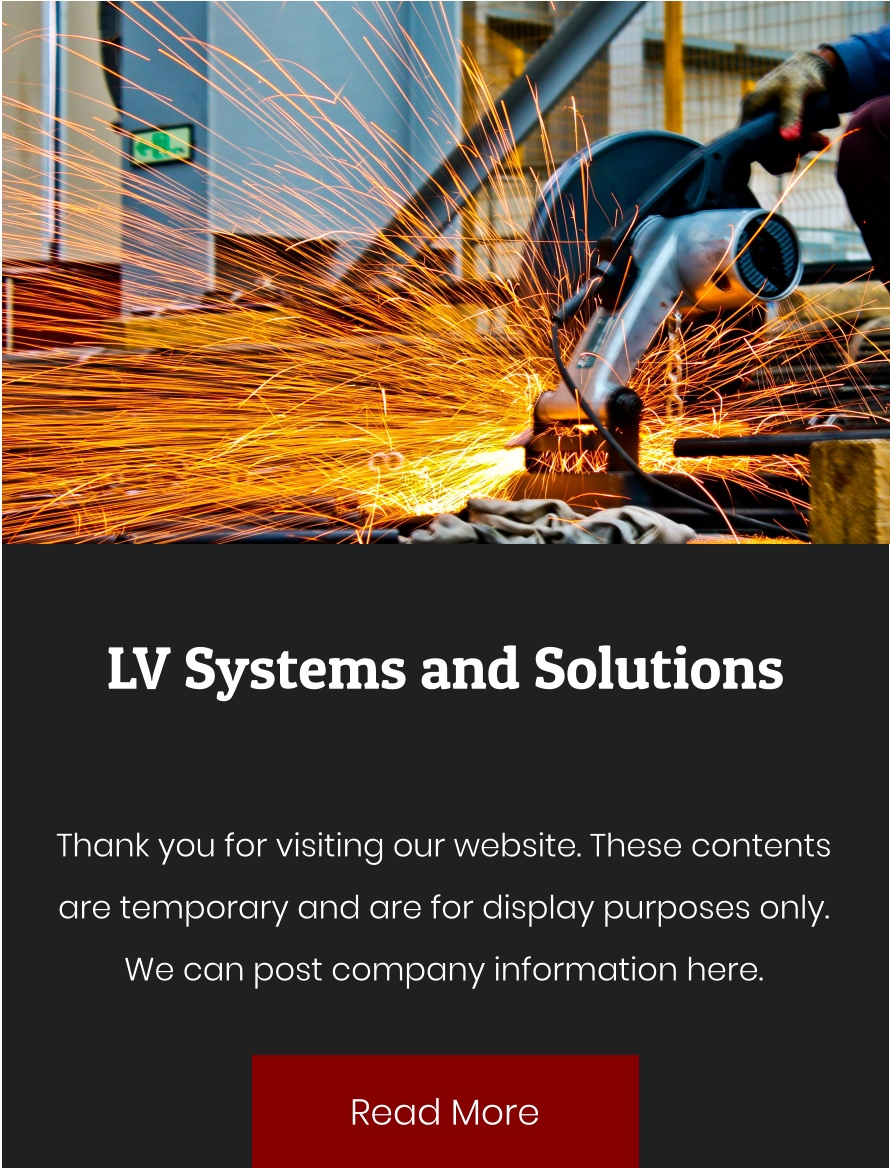 LV Systems and Solutions
Thank you for visiting our website. These contents
are temporary and are for display purposes only.
We can post company information here.
Read More